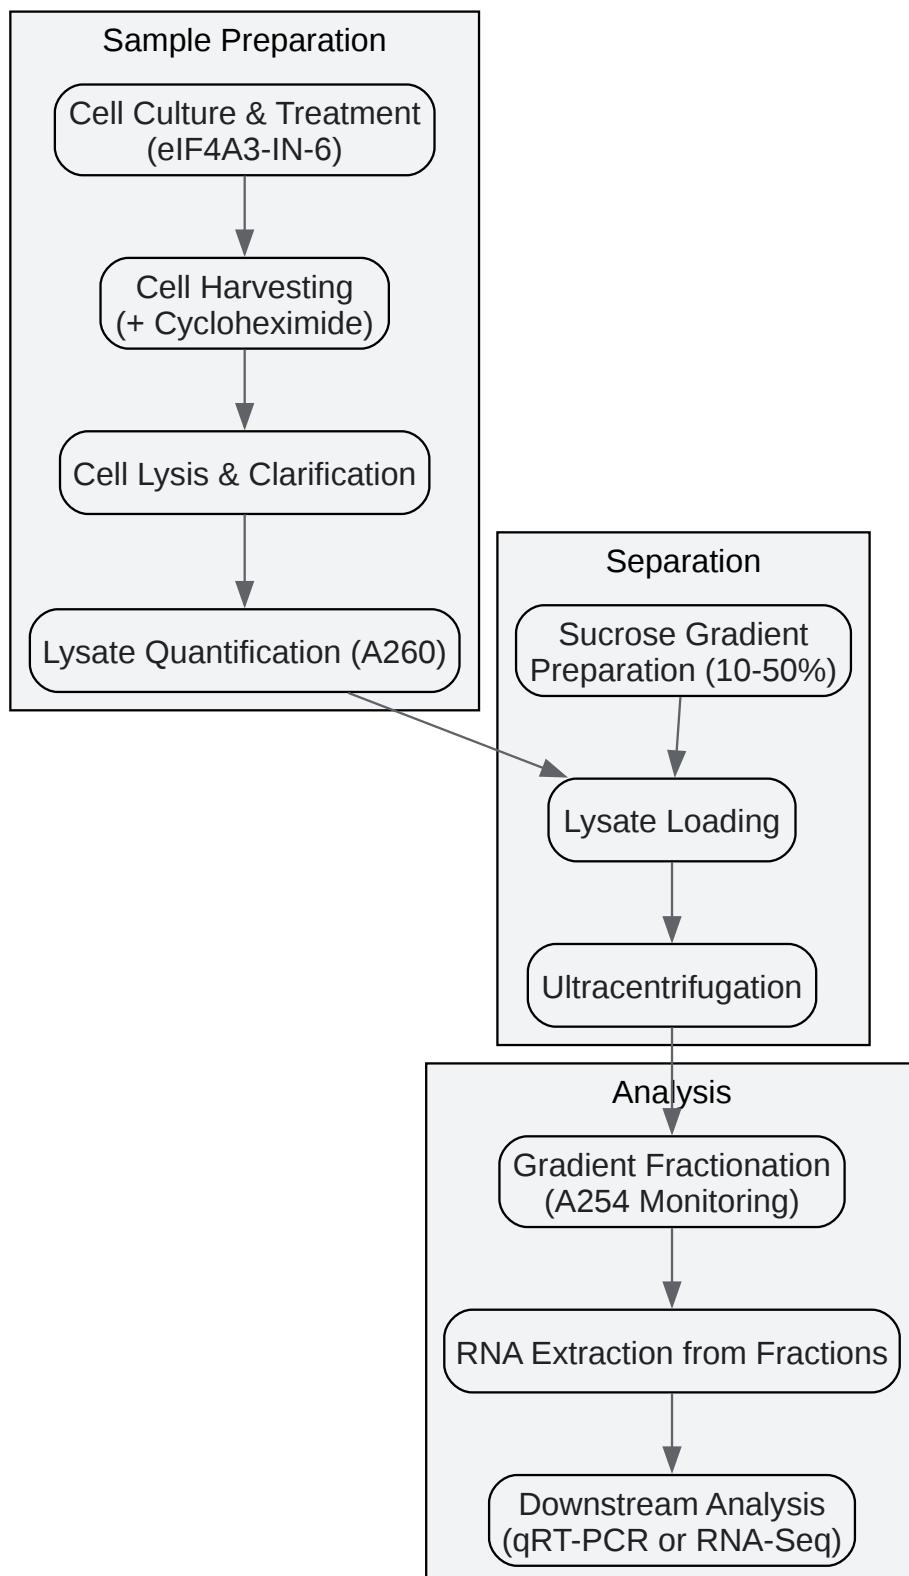 Sample Preparation
Cell Culture & Treatment
(eIF4A3-IN-6)
Cell Harvesting
(+ Cycloheximide)
Cell Lysis & Clarification
Lysate Quantification (A260)
Separation
Sucrose Gradient
Preparation (10-50%)
Lysate Loading
Ultracentrifugation
Analysis
Gradient Fractionation
(A254 Monitoring)
RNA Extraction from Fractions
Downstream Analysis
(qRT-PCR or RNA-Seq)